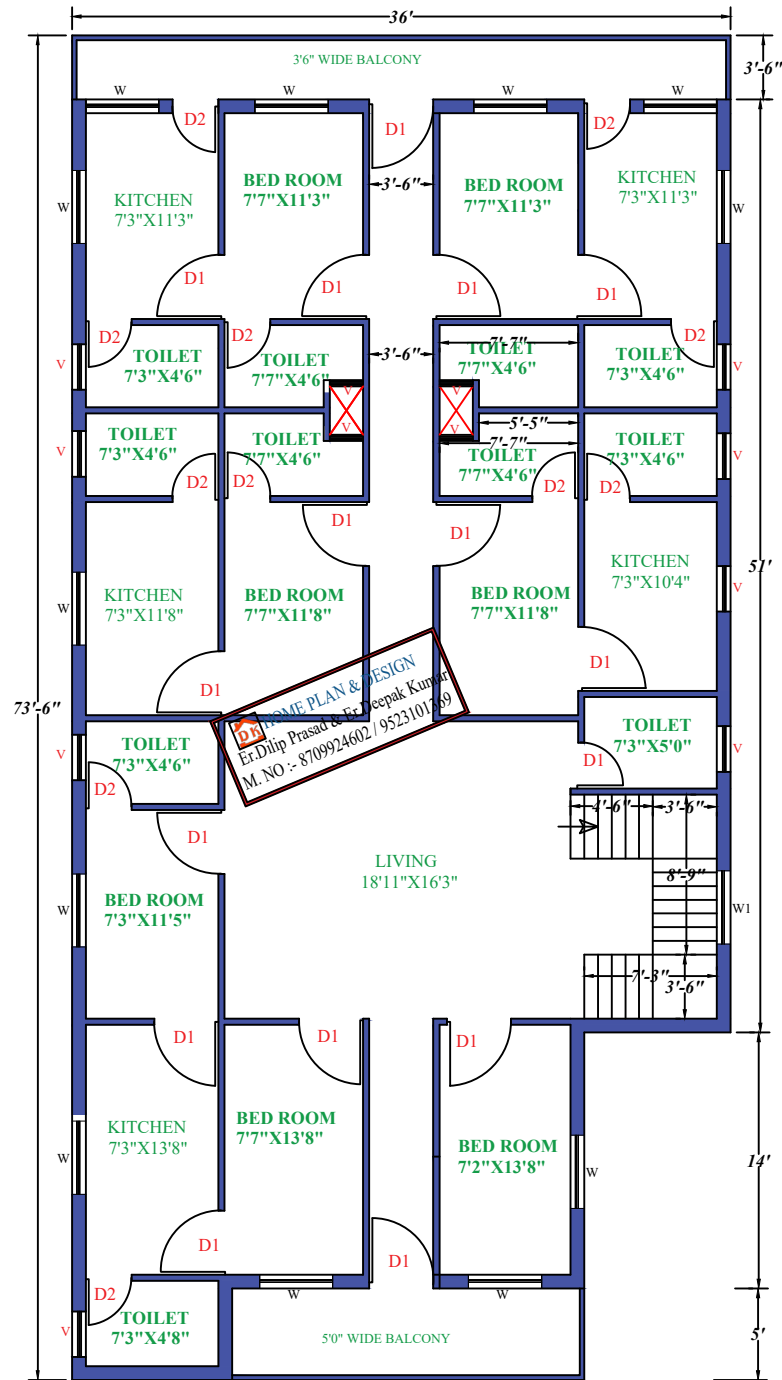 36'
3'6" WIDE BALCONY
3'-6"
W
W
W
W
D2
D1
D2
KITCHEN
7'3"X11'3"
BED ROOM
7'7"X11'3"
3'-6"
BED ROOM
7'7"X11'3"
KITCHEN
7'3"X11'3"
W
W
D1
D1
D1
D1
D2
TOILET
7'3"X4'6"
D2
TOILET
7'7"X4'6"
3'-6"
7'-7"
TOILET
7'7"X4'6"
TOILET
7'3"X4'6"
D2
V
V
V
V
V
V
TOILET
7'3"X4'6"
TOILET
7'7"X4'6"
5'-5"
7'-7"
TOILET
7'7"X4'6"
TOILET
7'3"X4'6"
V
V
D2
D2
D2
D2
D1
D1
51'
KITCHEN
7'3"X11'8"
BED ROOM
7'7"X11'8"
BED ROOM
7'7"X11'8"
KITCHEN
7'3"X10'4"
W
V
D1
D1
73'-6"
DK HOME PLAN & DESIGN
Er.Dilip Prasad & Er.Deepak Kumar
M. NO :- 8709924602 / 9523101369
TOILET
7'3"X4'6"
V
D2
TOILET
7'3"X5'0"
V
D1
4'-6"
3'-6"
D1
LIVING
18'11"X16'3"
8'-9"
BED ROOM
7'3"X11'5"
W
W1
7'-3"
3'-6"
D1
D1
D1
KITCHEN
7'3"X13'8"
BED ROOM
7'7"X13'8"
BED ROOM
7'2"X13'8"
W
W
14'
D1
D1
D2
W
W
TOILET
7'3"X4'8"
V
5'0" WIDE BALCONY
5'